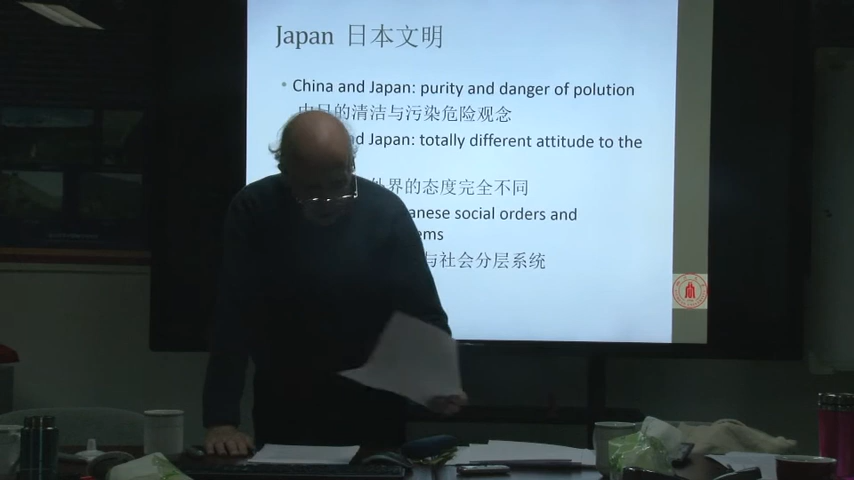 Japan 日本文明
• China and Japan: purity and danger of polution
中日的清洁与污染危险观念
nd Japan: totally different attitude to the
外界的态度完全不同
anese social orders and
ems
与社会分层系统